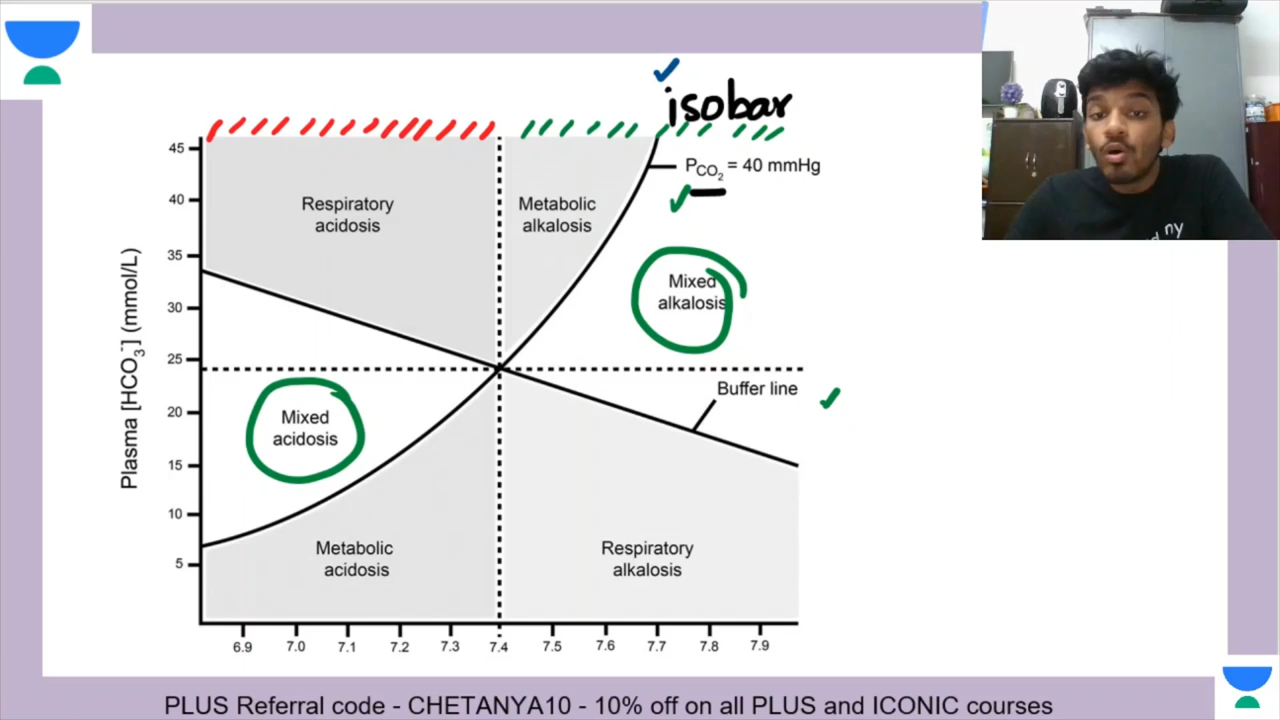 isobar
45
P_CO2 = 40 mmHg
40
Respiratory
acidosis
Metabolic
alkalosis
35
Mixed
alkalosis
30
25
Buffer line
20
Mixed
acidosis
15
10
Metabolic
acidosis
Respiratory
alkalosis
5
Plasma [HCO3-] (mmol/L)
6.9 7.0 7.1 7.2 7.3 7.4 7.5 7.6 7.7 7.8 7.9
PLUS Referral code - CHETANYA10 - 10% off on all PLUS and ICONIC courses